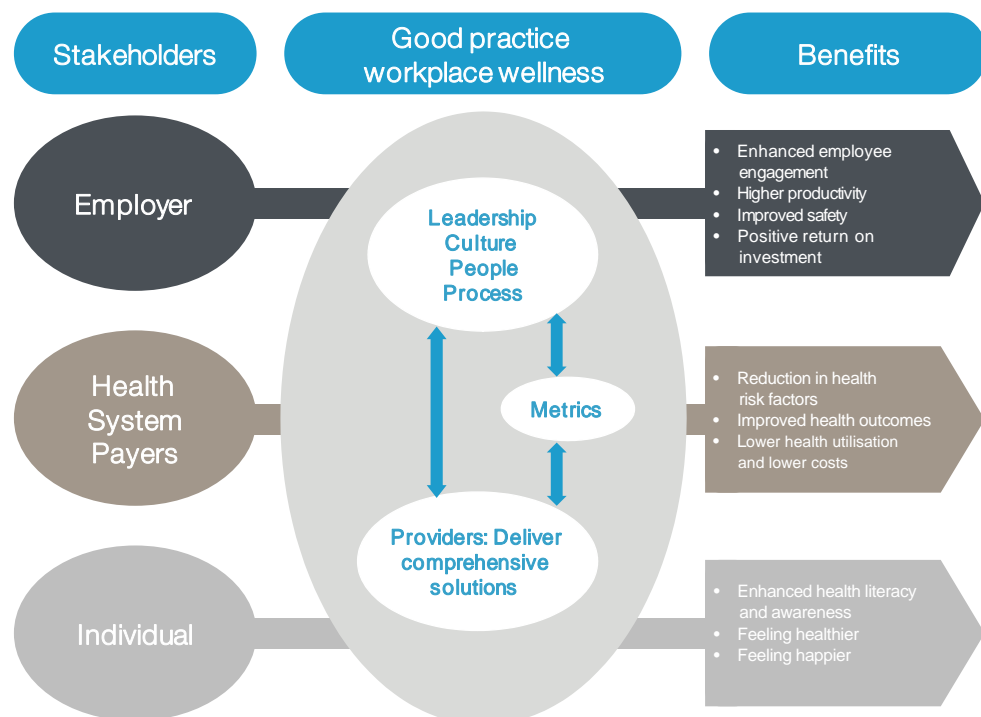 Stakeholders
Good practice
workplace wellness
Benefits
Employer
Leadership
Culture
People
Process
• Enhanced employee
engagement
• Higher productivity
• Improved safety
• Positive return on
investment
Health
System
Payers
Metrics
• Reduction in health
risk factors
• Improved health outcomes
• Lower health utilisation
and lower costs
Providers: Deliver
comprehensive
solutions
Individual
• Enhanced health literacy
and awareness
• Feeling healthier
• Feeling happier